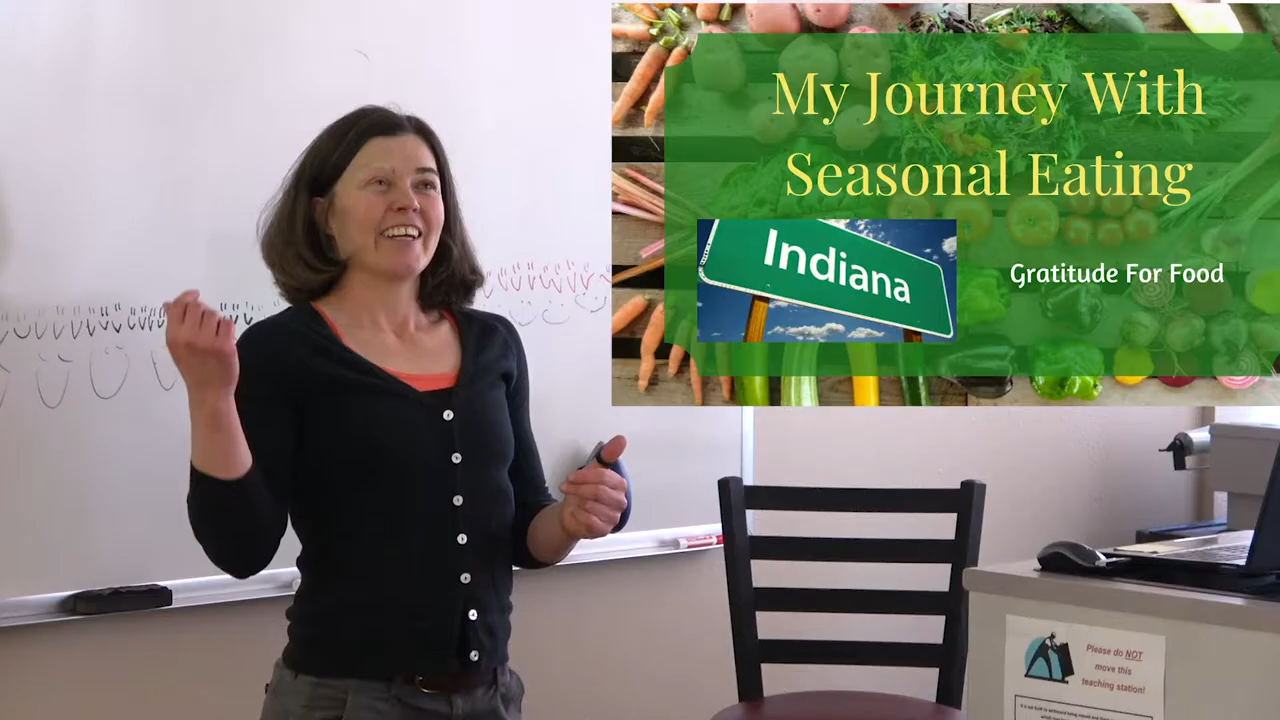 My Journey With
Seasonal Eating
Indiana
Gratitude For Food
Please do NOT
move this
teaching station!